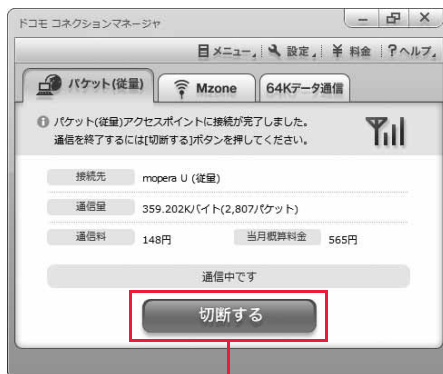 ドコモ コネクションマネージャ
メニュー 設定 ¥ 料金 ?ヘルプ
パケット(従量) Mzone 64Kデータ通信
パケット(従量)アクセスポイントに接続が完了しました。
通信を終了するには[切断する]ボタンを押してください。
接続先 mopera U (従量)
通信量 359.202Kバイト(2,807パケット)
通信料 148円 当月概算料金 565円
通信中です
切断する